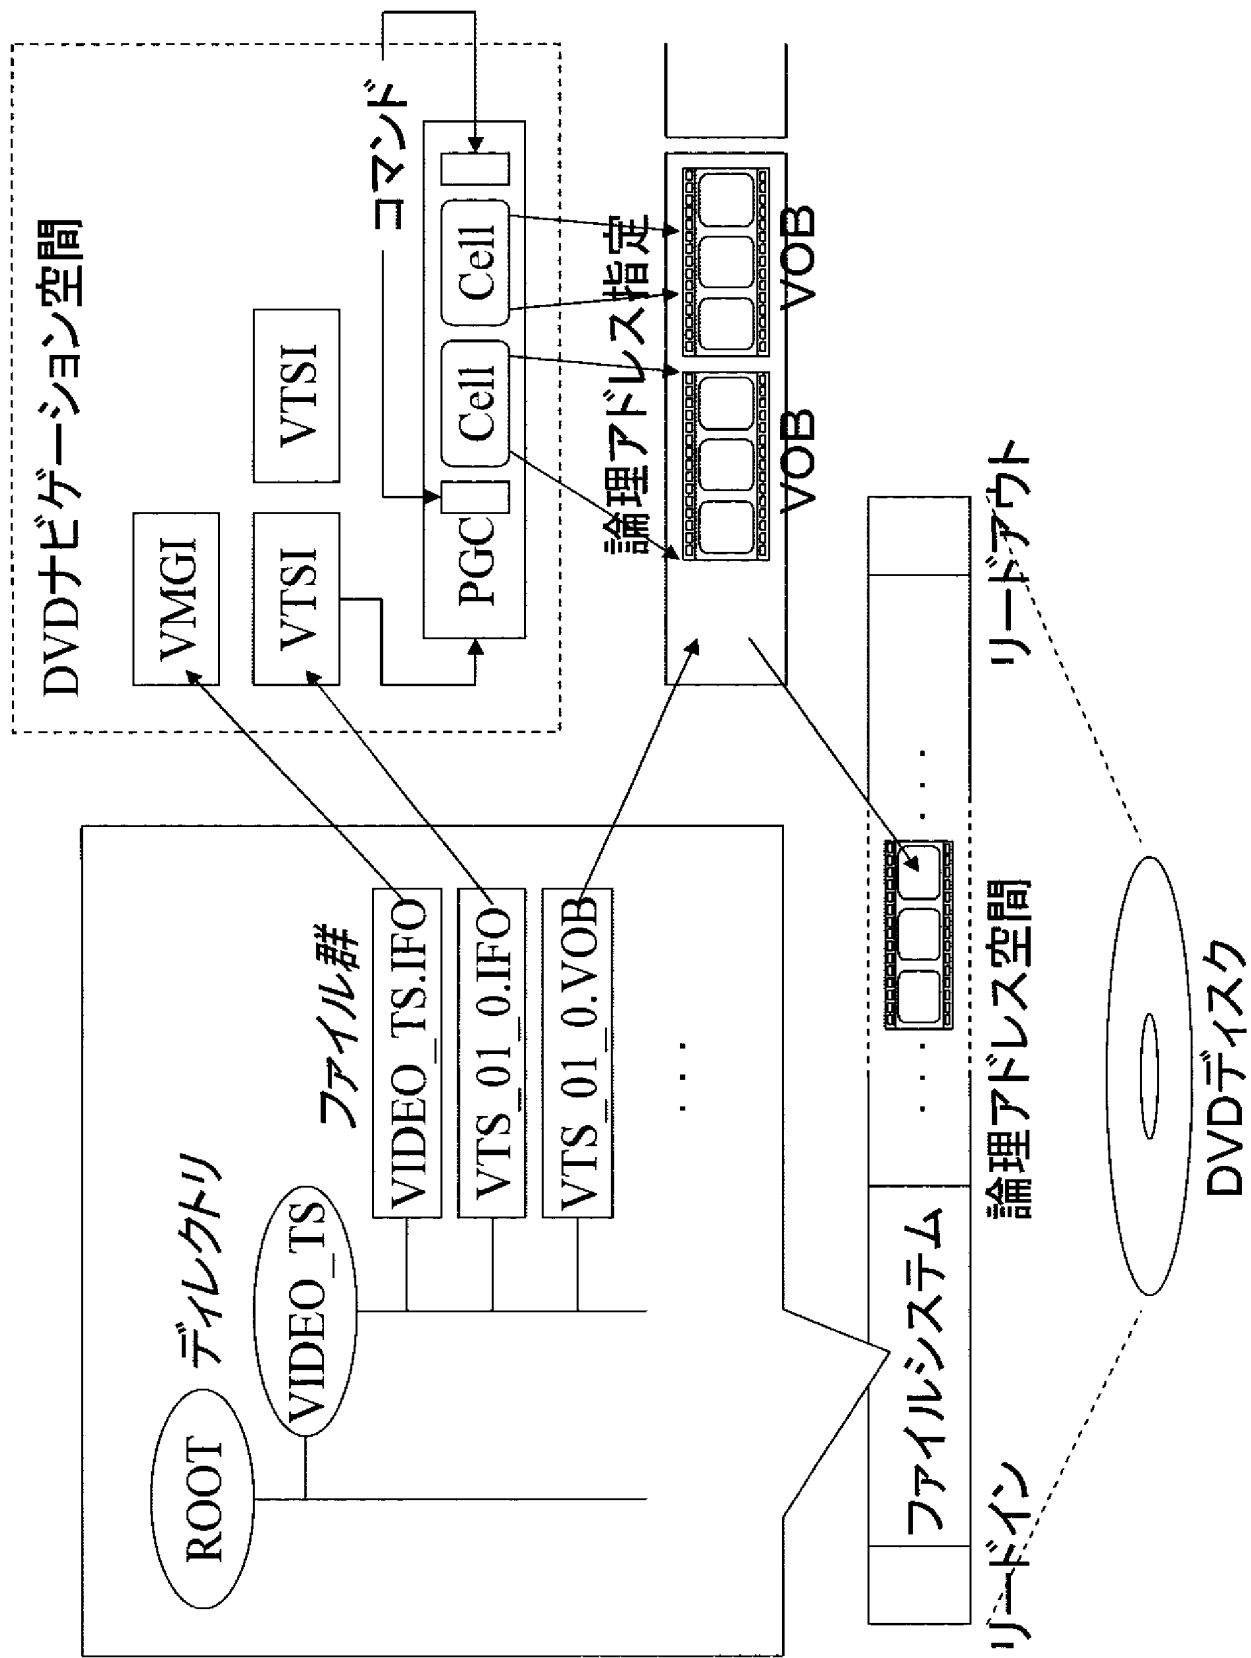 DVDナビゲーション空間
VMGI
VTSI
VTSI
コマンド
PGC
Cell
Cell
論理アドレス指定
VOB
VOB
ROOT
ディレクトリ
VIDEO_TS
ファイル群
VIDEO_TS.IFO
VTS_01_0.IFO
VTS_01_0.VOB
. . .
ファイルシステム
. . .
. . .
リードイン
論理アドレス空間
リードアウト
DVDディスク